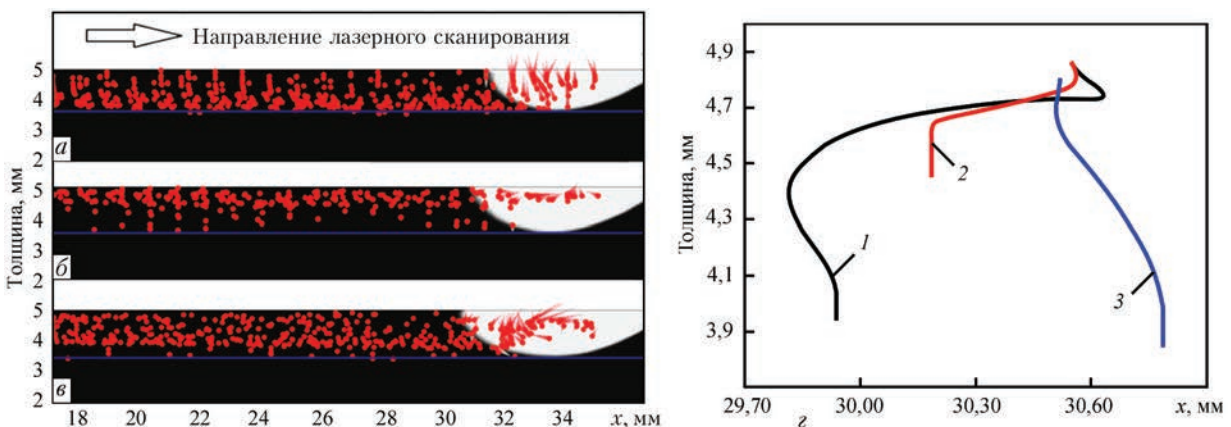 Направление лазерного сканирования
Толщина, мм
5
4
3
2
а
5
4
3
2
б
5
4
3
2
в
18 20 22 24 26 28 30 31 32 34 x, мм
Толщина, мм
4,9
4,7
4,5
4,3
4,1
3,9
1
2
3
29,70 30,00 30,30 30,60 x, мм
г